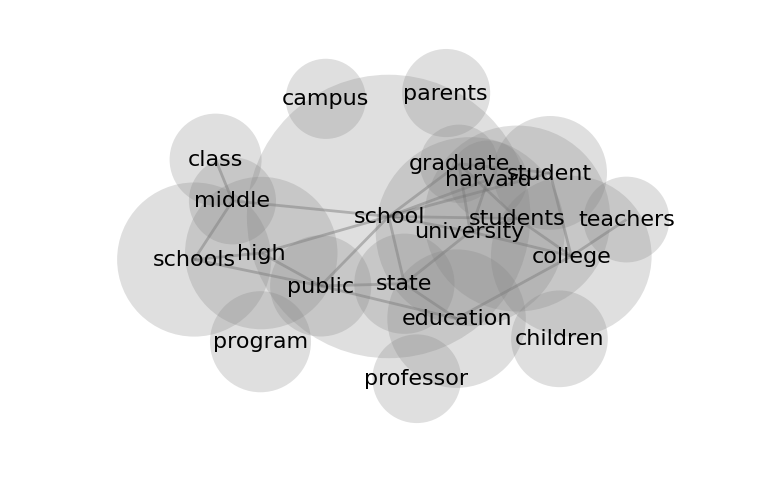 parents
campus
class
graduate
student
harvard
middle
school
students
teachers
university
high
schools
college
public
state
education
program
children
professor